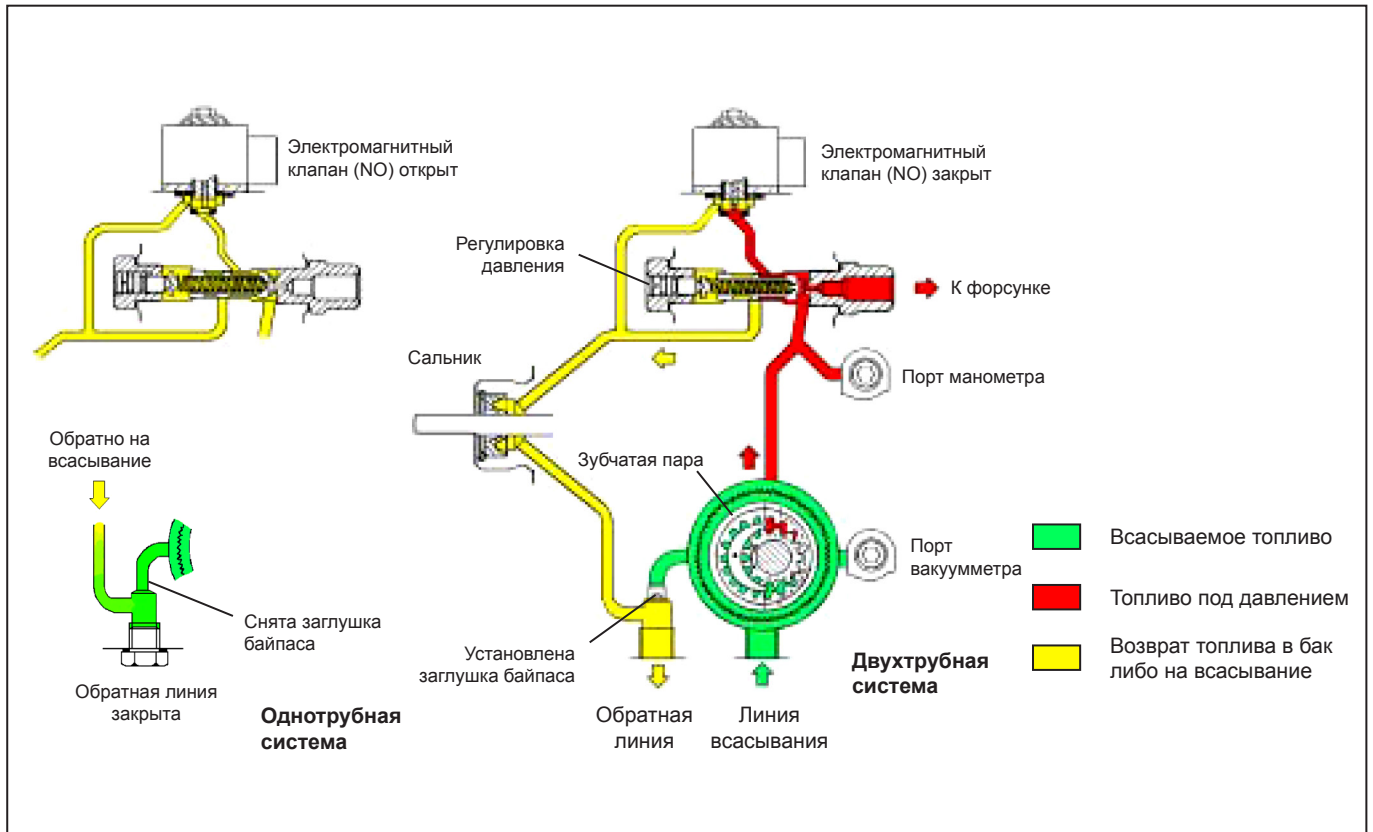 Электромагнитный
клапан (NO) открыт
Электромагнитный
клапан (NO) закрыт
Регулировка
давления
К форсунке
Сальник
Порт манометра
Обратно на
всасывание
Зубчатая пара
Порт
вакуумметра
Снята заглушка
байпаса
Установлена
заглушка байпаса
Обратная линия
закрыта
Однотрубная
система
Двухтрубная
система
Обратная
линия
Линия
всасывания
Всасываемое топливо
Топливо под давлением
Возврат топлива в бак
либо на всасывание